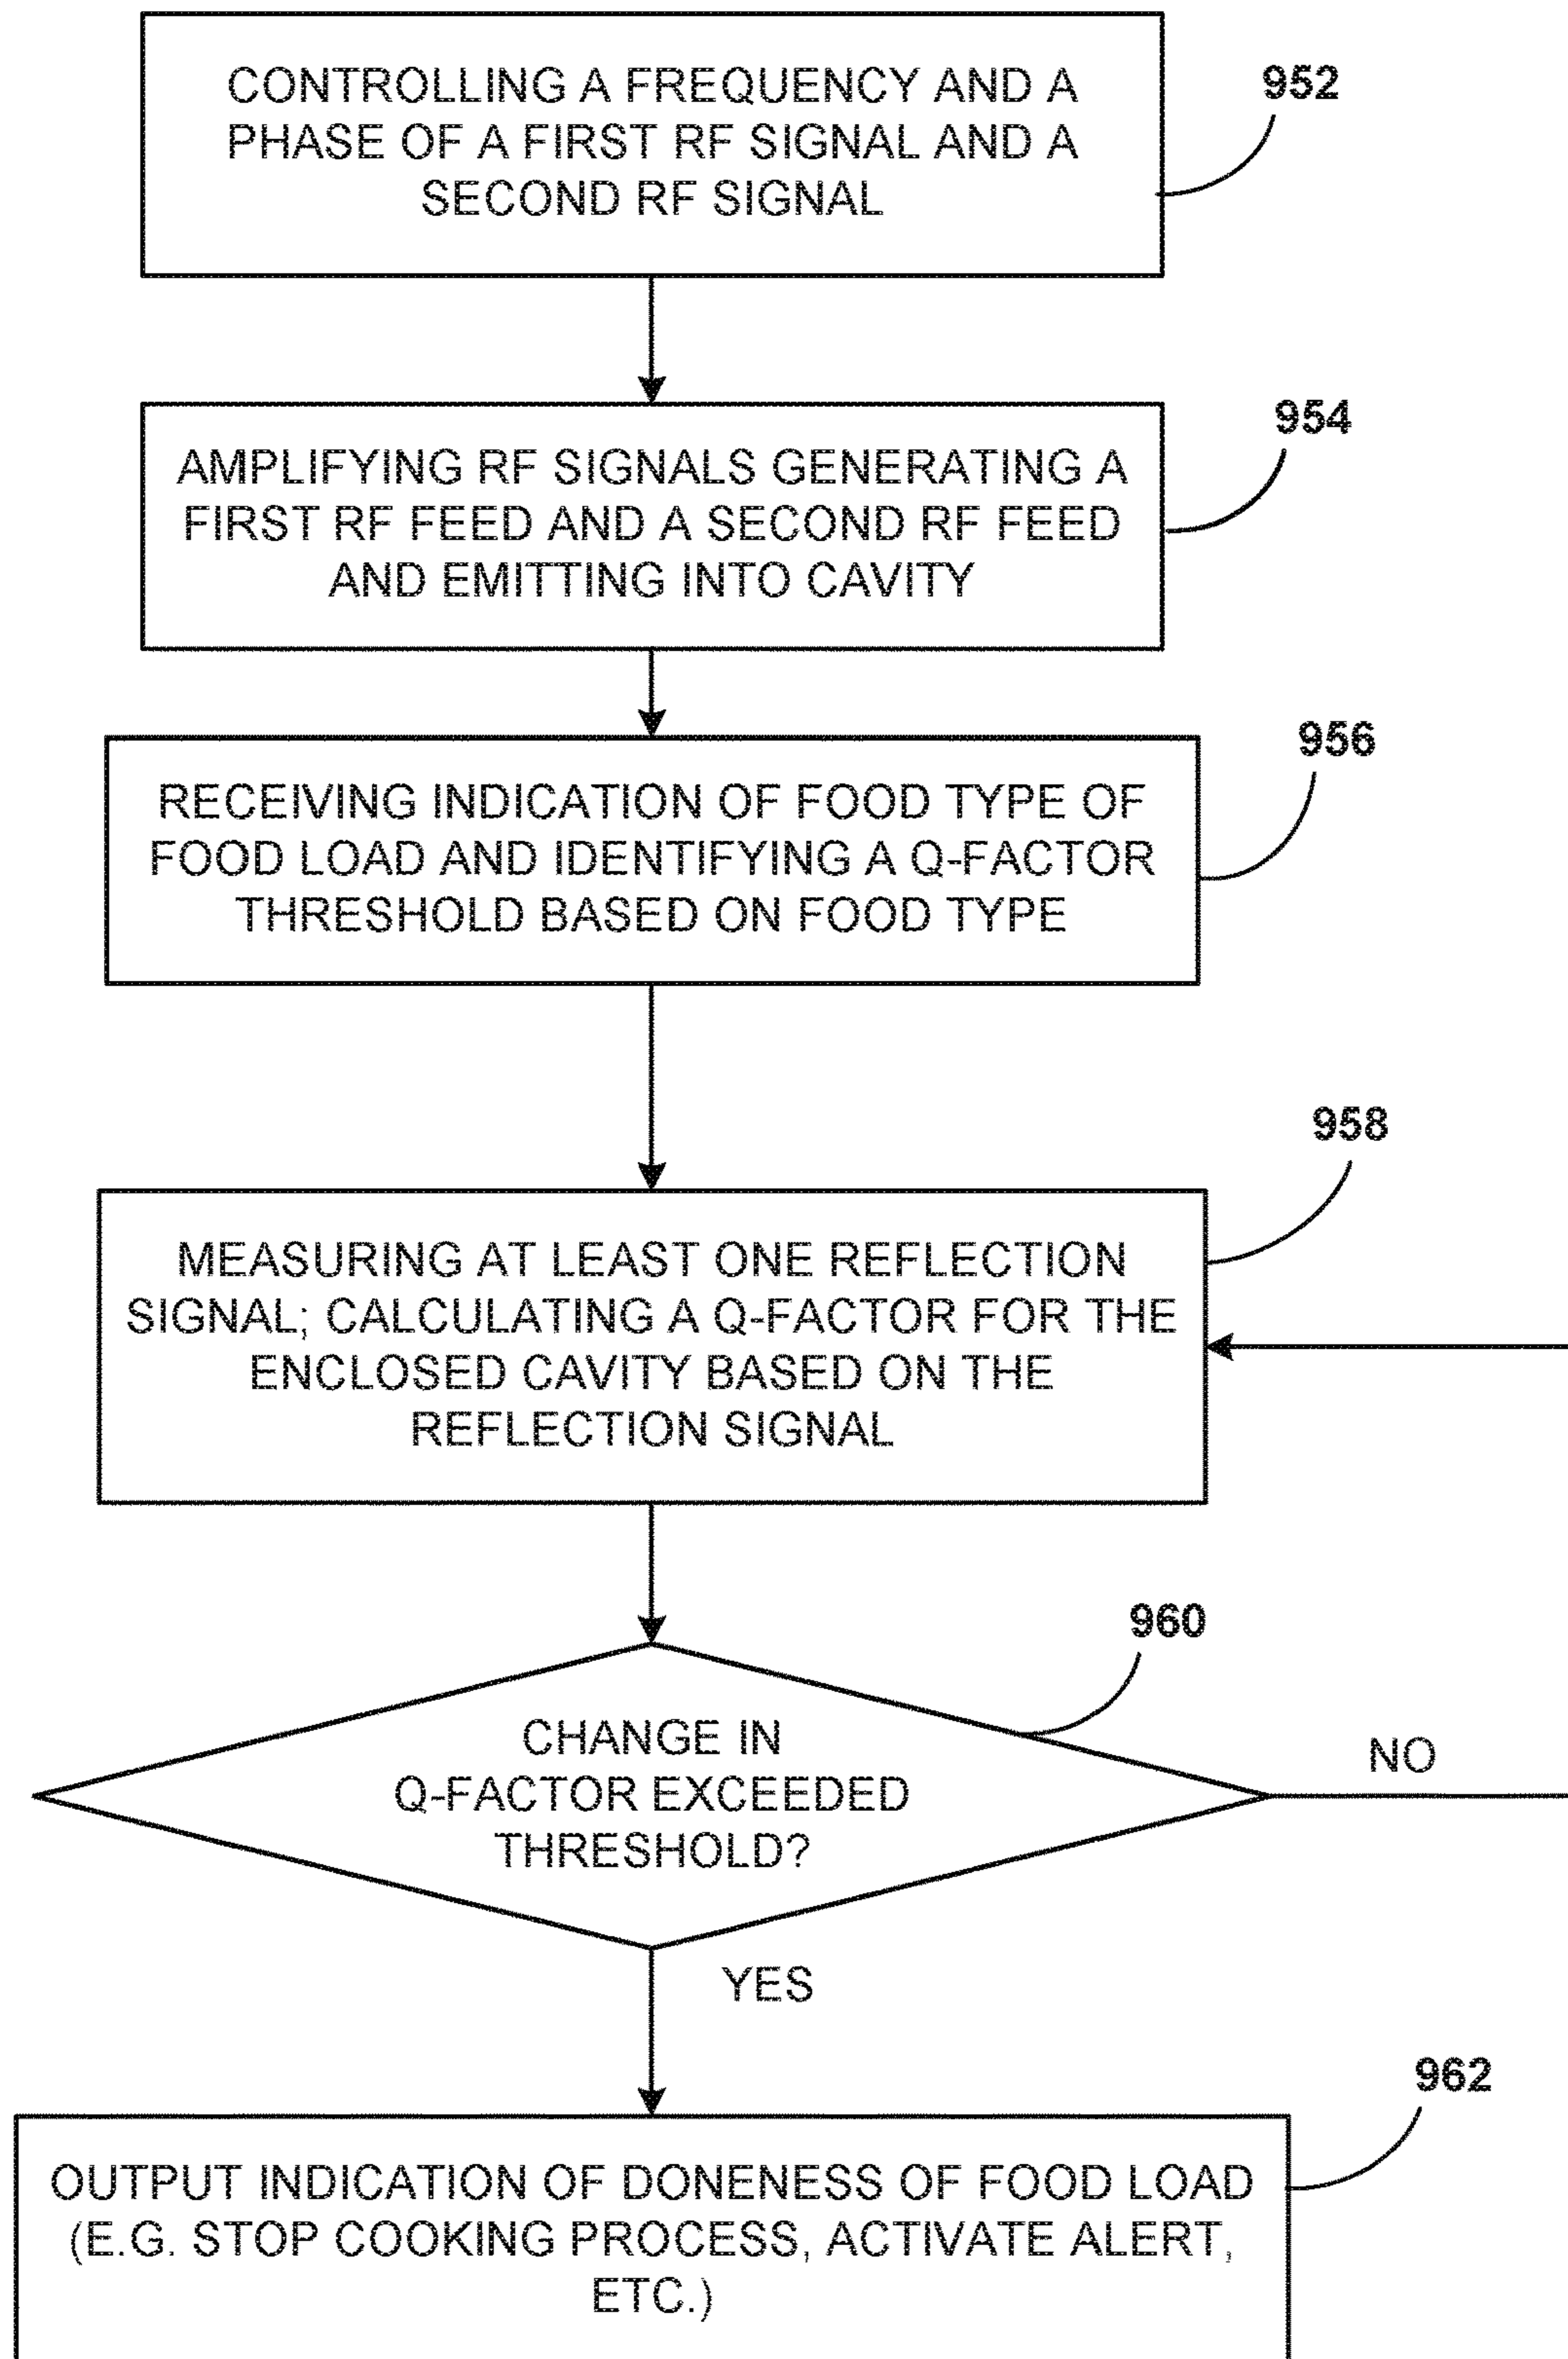 CONTROLLING A FREQUENCY AND A
PHASE OF A FIRST RF SIGNAL AND A
SECOND RF SIGNAL
952
AMPLIFYING RF SIGNALS GENERATING A
FIRST RF FEED AND A SECOND RF FEED
AND EMITTING INTO CAVITY
954
RECEIVING INDICATION OF FOOD TYPE OF
FOOD LOAD AND IDENTIFYING A Q-FACTOR
THRESHOLD BASED ON FOOD TYPE
956
MEASURING AT LEAST ONE REFLECTION
SIGNAL; CALCULATING A Q-FACTOR FOR THE
ENCLOSED CAVITY BASED ON THE
REFLECTION SIGNAL
958
CHANGE IN
Q-FACTOR EXCEEDED
THRESHOLD?
960
NO
YES
OUTPUT INDICATION OF DONENESS OF FOOD LOAD
(E.G. STOP COOKING PROCESS, ACTIVATE ALERT,
ETC.)
962